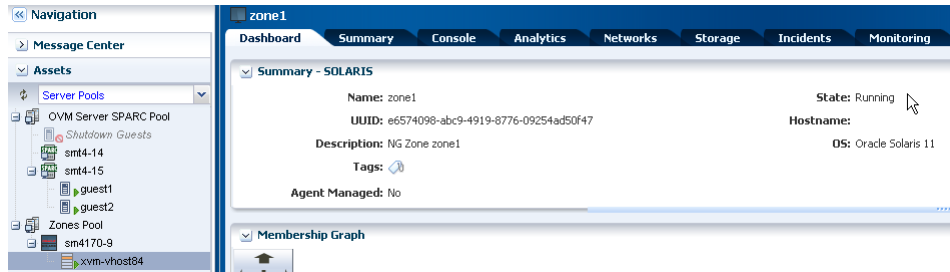 Navigation
Message Center
Assets
Server Pools
OVM Server SPARC Pool
Shutdown Guests
smt4-14
smt4-15
guest1
guest2
Zones Pool
sm4170-9
xvm-vhost84
zone1
Dashboard Summary Console Analytics Networks Storage Incidents Monitoring
Summary - SOLARIS
Name: zone1 State: Running
UUID: e6574098-abc9-4919-8776-09254ad50f47 Hostname:
Description: NG Zone zone1 OS: Oracle Solaris 11
Tags:
Agent Managed: No
Membership Graph